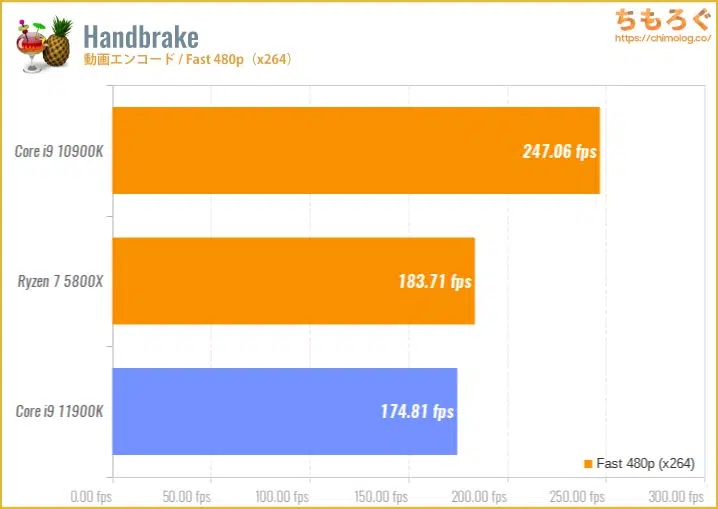 Handbrake
動画エンコード / Fast 480p（x264）
ちもろぐ
https://chimolog.co/
Core i9 10900K
247.06 fps
Ryzen 7 5800X
183.71 fps
Core i9 11900K
174.81 fps
Fast 480p (x264)
0.00 fps 50.00 fps 100.00 fps 150.00 fps 200.00 fps 250.00 fps 300.00 fps